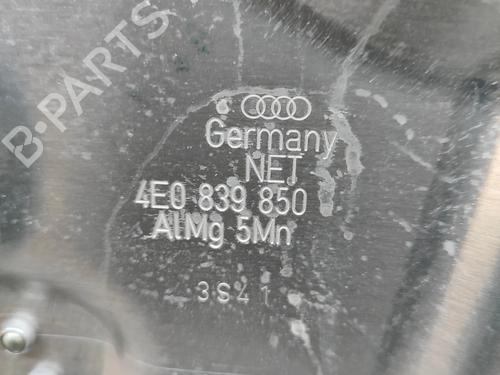 B-PARTS
Germany
NET
4E0 839 850
AlMg 5Mn
3S41